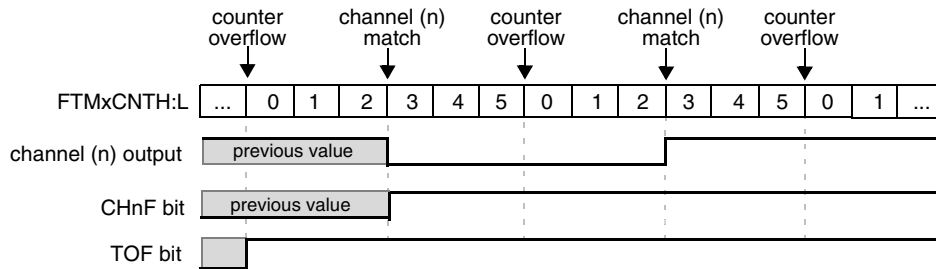 counter overflow channel (n) match counter overflow channel (n) match counter overflow
FTMxCNTH:L ... 0 1 2 3 4 5 0 1 2 3 4 5 0 1 ...
channel (n) output previous value
CHnF bit previous value
TOF bit